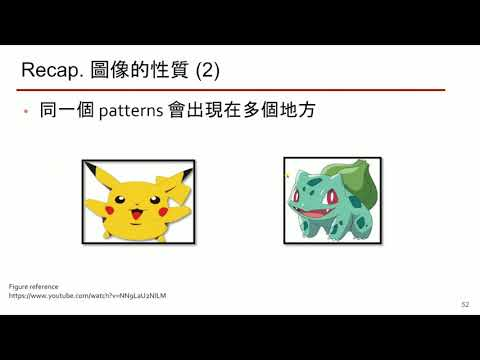 Recap. 圖像的性質 (2)
• 同一個 patterns 會出現在多個地方
Figure reference
https://www.youtube.com/watch?v=NN9LaU2NlLM
52